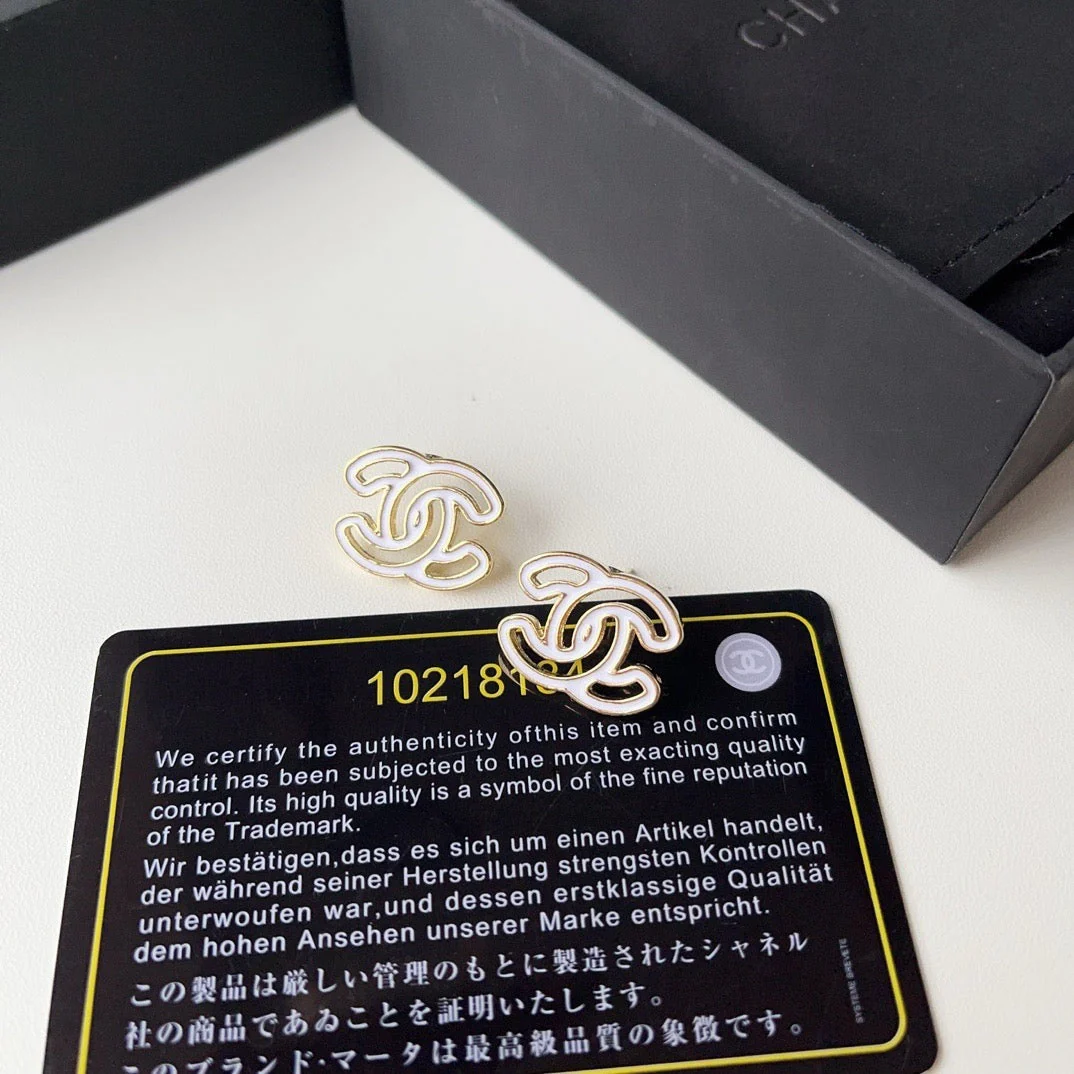 CHA
We certify the authenticity ofthis item and confirm
thatit has been subjected to the most exacting quality
control. Its high quality is a symbol of the fine reputation
of the Trademark.
Wir bestätigen,dass es sich um einen Artikel handelt,
der während seiner Herstellung strengsten Kontrollen
unterwoufen war,und dessen erstklassige Qualität
dem hohen Ansehen unserer Marke entspricht.
この製品は厳しい管理のもとに製造されたシャネル
社の商品であゐことを証明いたします。
このブランド·マータは最高級品質の象徴です。
SYSTEME BREVETE